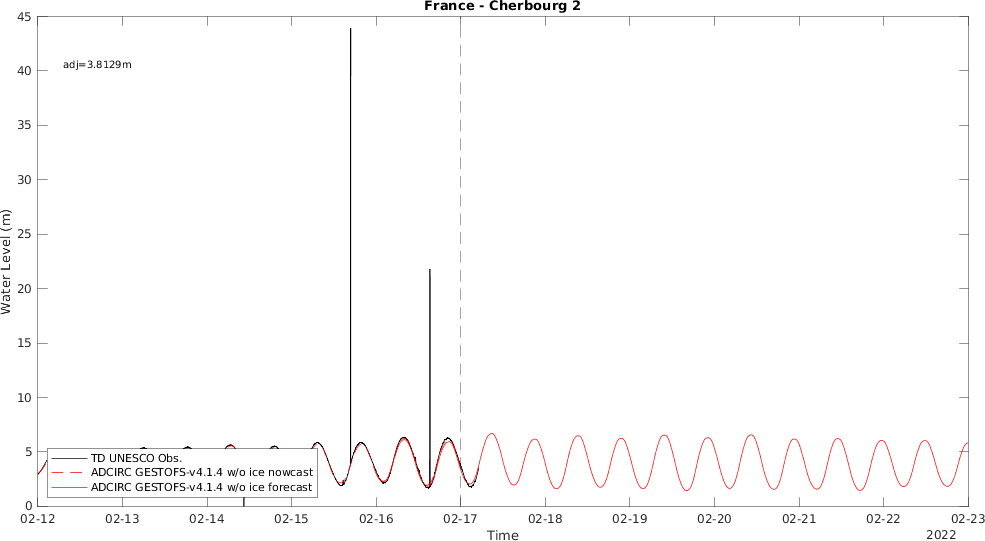 France - Cherbourg 2
45
40
35
30
25
20
15
10
5
0
Water Level (m)
adj=3.8129m
TD UNESCO Obs.
ADCIRC GESTOFS-v4.1.4 w/o ice nowcast
ADCIRC GESTOFS-v4.1.4 w/o ice forecast
02-12 02-13 02-14 02-15 02-16 02-17 02-18 02-19 02-20 02-21 02-22 02-23
Time
2022